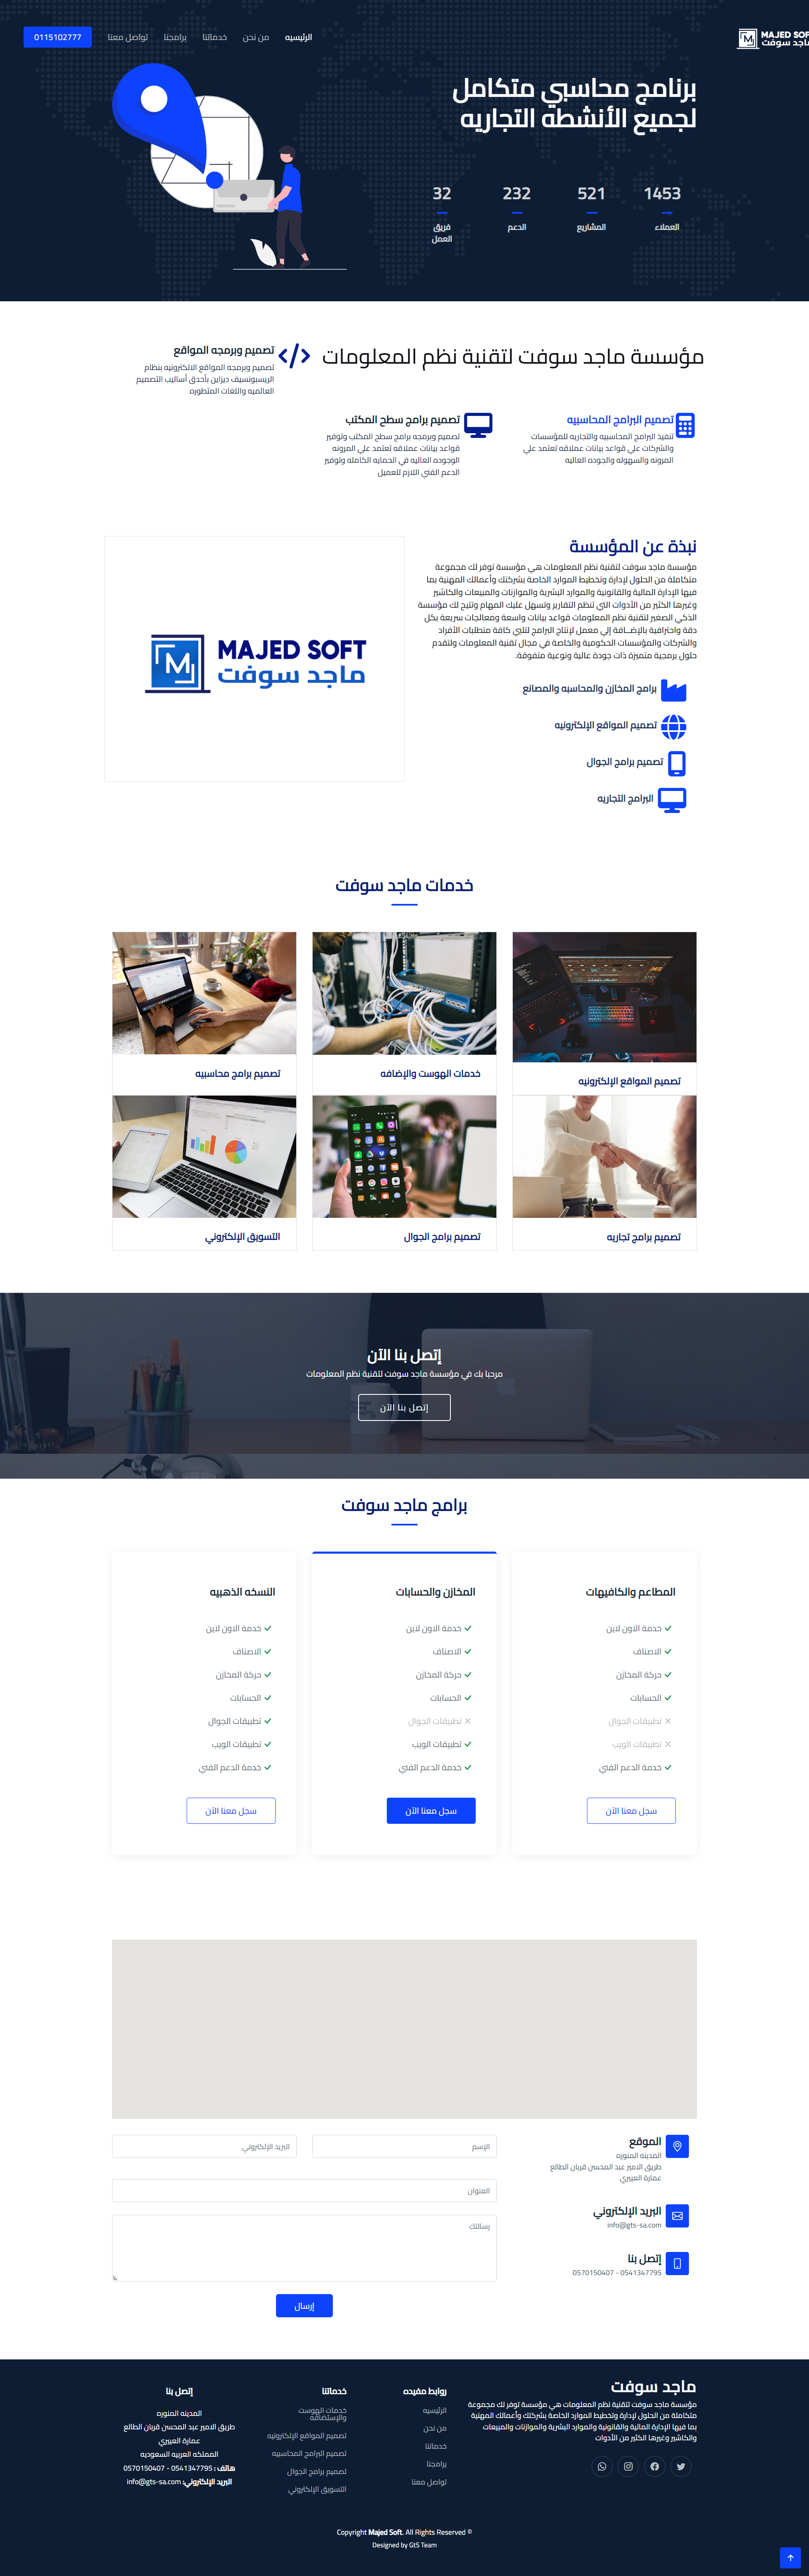 MAJED SOFT
ماجد سوفت
الرئيسيه
من نحن
خدماتنا
برامجنا
تواصل معنا
0115102777
برنامج محاسبي متكامل
لجميع الأنشطه التجاريه
1453
521
232
32
العملاء
المشاريع
الدعم
فريق
العمل
مؤسسة ماجد سوفت لتقنية نظم المعلومات
تصميم وبرمجه المواقع
تصميم وبرمجه المواقع الالكترونيه بنظام
الريسبونسيف ديزاين بأحدق أساليب التصميم
العالميه واللغات المتطوره
تصميم البرامج المحاسبيه
تنفيذ البرامج المحاسبيه والتجاريه للمؤسسات
والشركات علي قواعد بيانات عملاقه تعتمد علي
المرونه والسهوله والجوده العاليه
تصميم برامج سطح المكتب
تصميم وبرمجه برامج سطح المكتب وتوفير
قواعد بيانات عملاقه تعتمد علي المرونه
الوجوده العاليه في الحمايه الكامله وتوفير
الدعم الفني اللازم للعميل
نبذة عن المؤسسة
مؤسسة ماجد سوفت لتقنية نظم المعلومات هي مؤسسة توفر لك مجموعة
متكاملة من الحلول لإدارة وتخطيط الموارد الخاصة بشركتك وأعمالك المهنية بما
فيها الإدارة المالية والقانونية والموارد البشرية والموازنات والمبيعات والكاشير
وغيرها الكثير من الأدوات التي تنظم التقارير وتسهل عليك المهام وتتيح لك مؤسسة
الذكي الصغير لتقنية نظم المعلومات قواعد بيانات واسعة ومعالجات سريعة بكل
دقة واحترافية بالإضــافة إلي معمل لإنتاج البرامج لتلبي كافة متطلبات الأفراد
والشركات والمؤسسات الحكومية والخاصة في مجال تقنية المعلومات ولتقدم
حلول برمجية متميزة ذات جودة عالية ونوعية متفوقة.
MAJED SOFT
ماجد سوفت
برامج المخازن والمحاسبه والمصانع
تصميم المواقع الإلكترونيه
تصميم برامج الجوال
البرامج التجاريه
خدمات ماجد سوفت
تصميم المواقع الإلكترونيه
خدمات الهوست والإضافه
تصميم برامج محاسبيه
تصميم برامج تجاريه
تصميم برامج الجوال
التسويق الإلكتروني
إتصل بنا الآن
مرحبا بك في مؤسسة ماجد سوفت لتقنية نظم المعلومات
إتصل بنا الآن
برامج ماجد سوفت
المطاعم والكافيهات
خدمة الاون لاين
الاصناف
حركة المخازن
الحسابات
تطبيقات الجوال
تطبيقات الويب
خدمة الدعم الفني
سجل معنا الآن
المخازن والحسابات
خدمة الاون لاين
الاصناف
حركة المخازن
الحسابات
تطبيقات الجوال
تطبيقات الويب
خدمة الدعم الفني
سجل معنا الآن
النسخه الذهبيه
خدمة الاون لاين
الاصناف
حركة المخازن
الحسابات
تطبيقات الجوال
تطبيقات الويب
خدمة الدعم الفني
سجل معنا الآن
الموقع
المدينه المنوره
طريق الامير عبد المحسن قربان الطالع
عمارة العييري
البريد الإلكتروني
info@gts-sa.com
إتصل بنا
0570150407 - 0541347795
الإسم
البريد الإلكتروني
العنوان
رسالتك
إرسال
ماجد سوفت
مؤسسة ماجد سوفت لتقنية نظم المعلومات هي مؤسسة توفر لك مجموعة
متكاملة من الحلول لإدارة وتخطيط الموارد الخاصة بشركتك وأعمالك المهنية
بما فيها الإدارة المالية والقانونية والموارد البشرية والموازنات والمبيعات
والكاشير وغيرها الكثير من الأدوات
روابط مفيده
الرئيسيه
من نحن
خدماتنا
برامجنا
تواصل معنا
خدماتنا
خدمات الهوست
والإستضافه
تصميم المواقع الإلكترونيه
تصميم البرامج المحاسبيه
تصميم برامج الجوال
التسويق الإلكتروني
إتصل بنا
المدينه المنوره
طريق الامير عبد المحسن قربان الطالع
عمارة العييري
المملكه العربيه السعوديه
هاتف : 0541347795 - 0570150407
البريد الإلكتروني: info@gts-sa.com
Copyright Majed Soft. All Rights Reserved ©
Designed by GtS Team